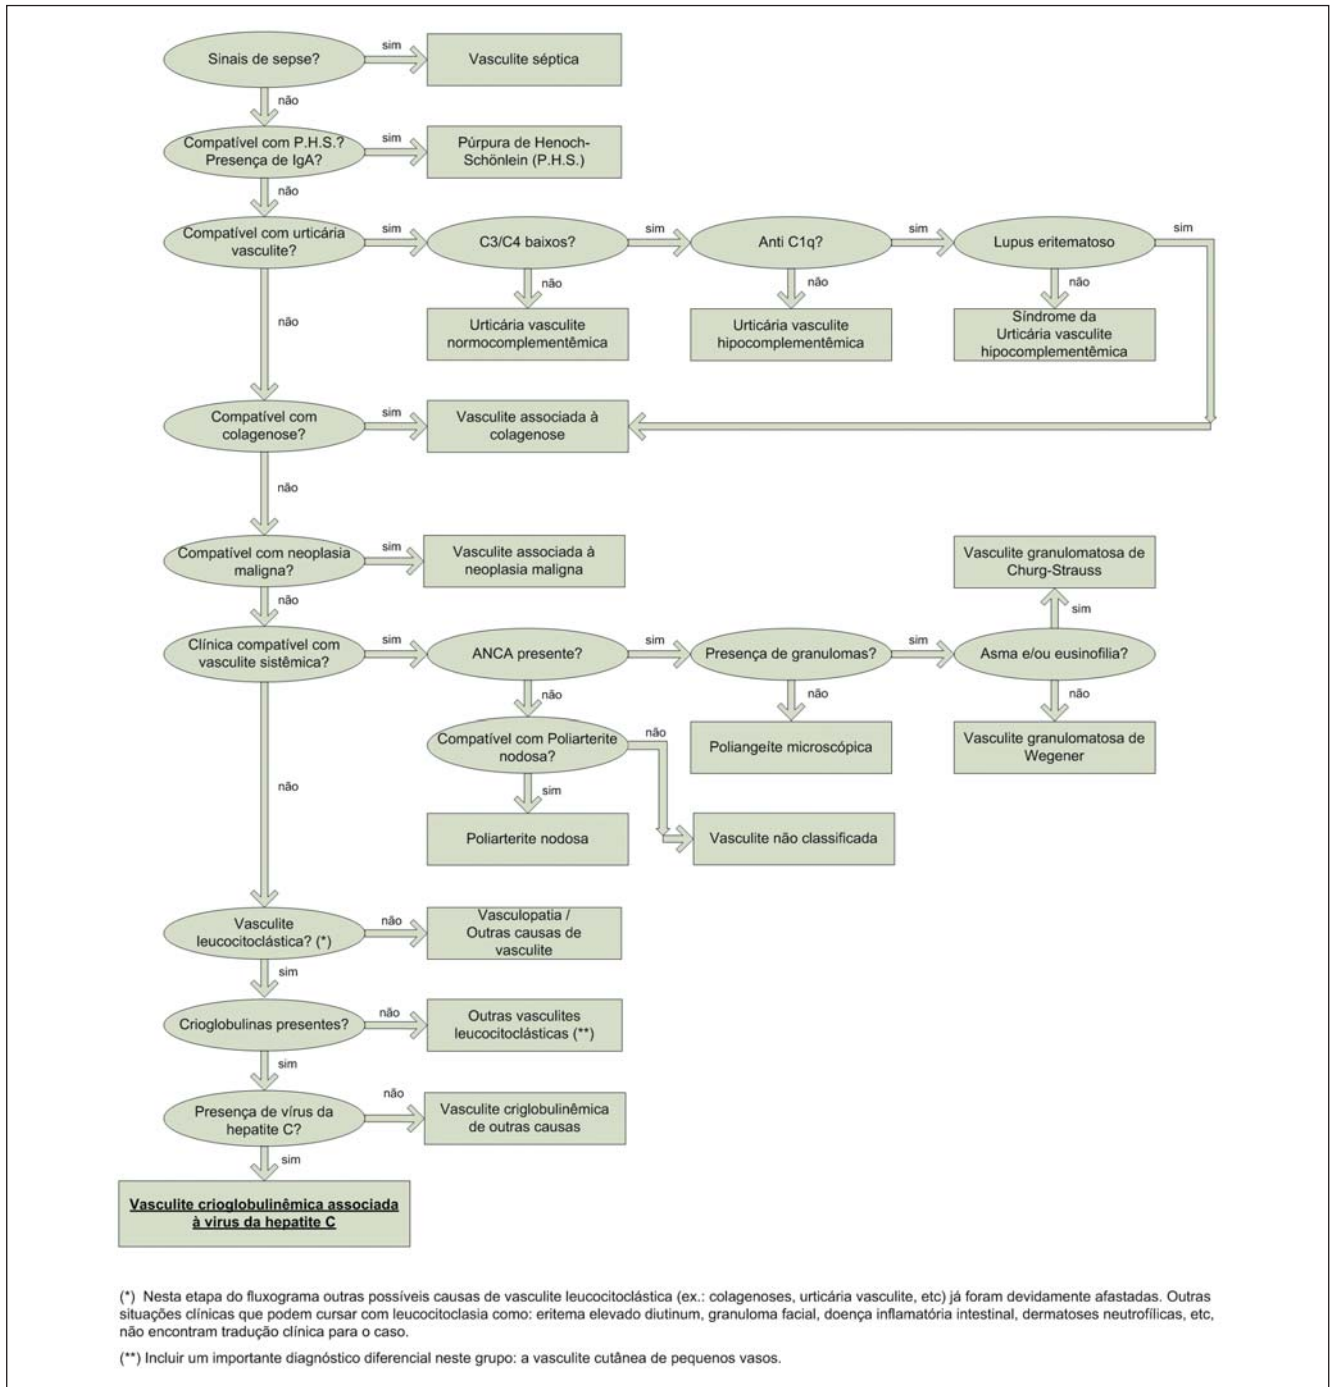 Sinais de sepse?
sim
Vasculite séptica
não
Compatível com P.H.S.?
Presença de IgA?
sim
Púrpura de Henoch-
Schönlein (P.H.S.)
não
Compatível com urticária
vasculite?
sim
C3/C4 baixos?
sim
Anti C1q?
sim
Lupus eritematoso
sim
não
não
não
não
Urticária vasculite
normocomplementêmica
Urticária vasculite
hipocomplementêmica
Síndrome da
Urticária vasculite
hipocomplementêmica
Compatível com
colagenose?
sim
Vasculite associada à
colagenose
não
Compatível com neoplasia
maligna?
sim
Vasculite associada à
neoplasia maligna
Vasculite granulomatosa de
Churg-Strauss
não
sim
Clínica compatível com
vasculite sistêmica?
sim
ANCA presente?
sim
Presença de granulomas?
sim
Asma e/ou eusinofilia?
não
não
não
não
Compatível com Poliarterite
nodosa?
não
Poliangeíte microscópica
Vasculite granulomatosa de
Wegener
sim
Poliarterite nodosa
Vasculite não classificada
Vasculite
leucocitoclástica? (*)
não
Vasculopatia /
Outras causas de
vasculite
sim
Crioglobulinas presentes?
não
Outras vasculites
leucocitoclásticas (**)
sim
Presença de vírus da
hepatite C?
não
Vasculite criglobulinêmica
de outras causas
sim
Vasculite crioglobulinêmica associada
à virus da hepatite C
(*) Nesta etapa do fluxograma outras possíveis causas de vasculite leucocitoclástica (ex.: colagenoses, urticária vasculite, etc) já foram devidamente afastadas. Outras
situações clínicas que podem cursar com leucocitoclasia como: eritema elevado diutinum, granuloma facial, doença inflamatória intestinal, dermatoses neutrofílicas, etc,
não encontram tradução clínica para o caso.
(**) Incluir um importante diagnóstico diferencial neste grupo: a vasculite cutânea de pequenos vasos.